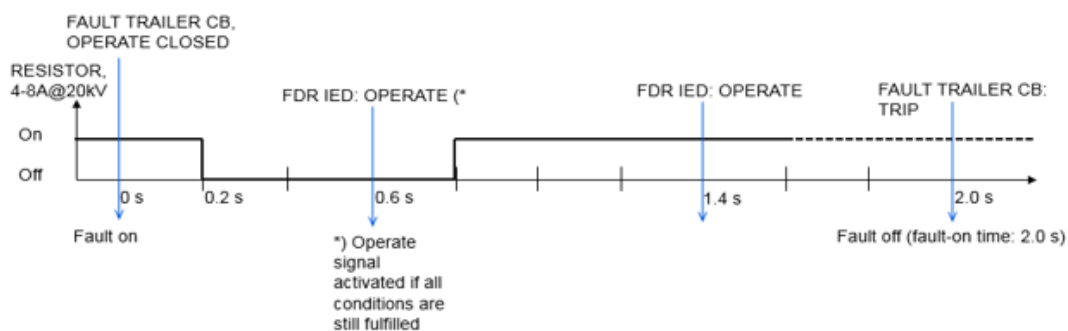 FAULT TRAILER CB,
OPERATE CLOSED
RESISTOR,
4-8A@20kV
FDR IED: OPERATE (*
FDR IED: OPERATE
FAULT TRAILER CB:
TRIP
On
Off
0 s
0.2 s
0.6 s
1.4 s
2.0 s
Fault on
*) Operate
signal
activated if all
conditions are
still fulfilled
Fault off (fault-on time: 2.0 s)